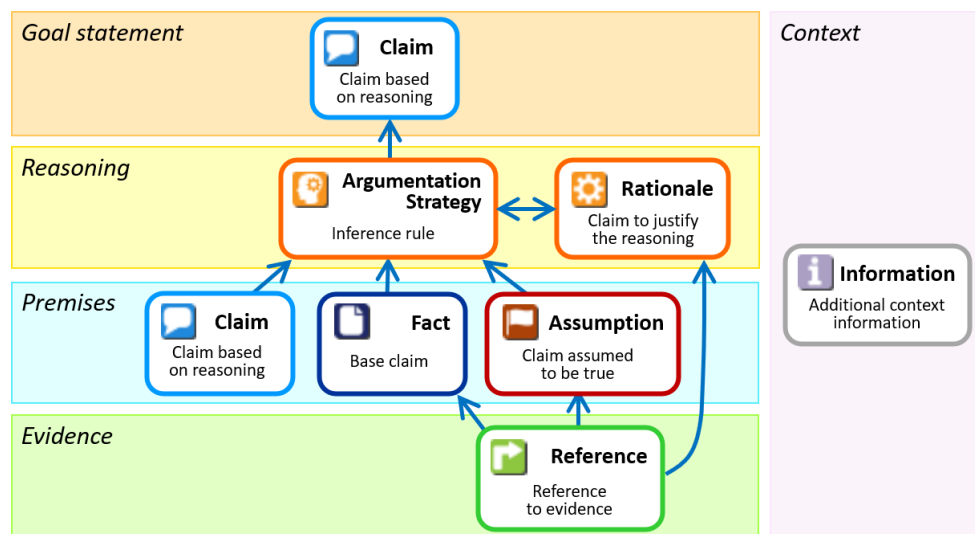 Goal statement
Claim
Claim based
on reasoning
Context
Reasoning
Argumentation
Strategy
Inference rule
Rationale
Claim to justify
the reasoning
Information
Additional context
information
Premises
Claim
Claim based
on reasoning
Fact
Base claim
Assumption
Claim assumed
to be true
Evidence
Reference
Reference
to evidence